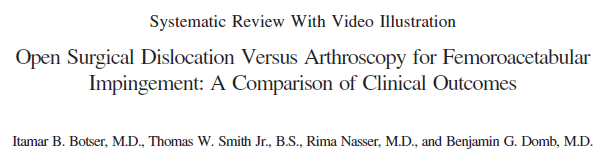 Systematic Review With Video Illustration
Open Surgical Dislocation Versus Arthroscopy for Femoroacetabular
Impingement: A Comparison of Clinical Outcomes
Itamar B. Botser, M.D., Thomas W. Smith Jr., B.S., Rima Nasser, M.D., and Benjamin G. Domb, M.D.